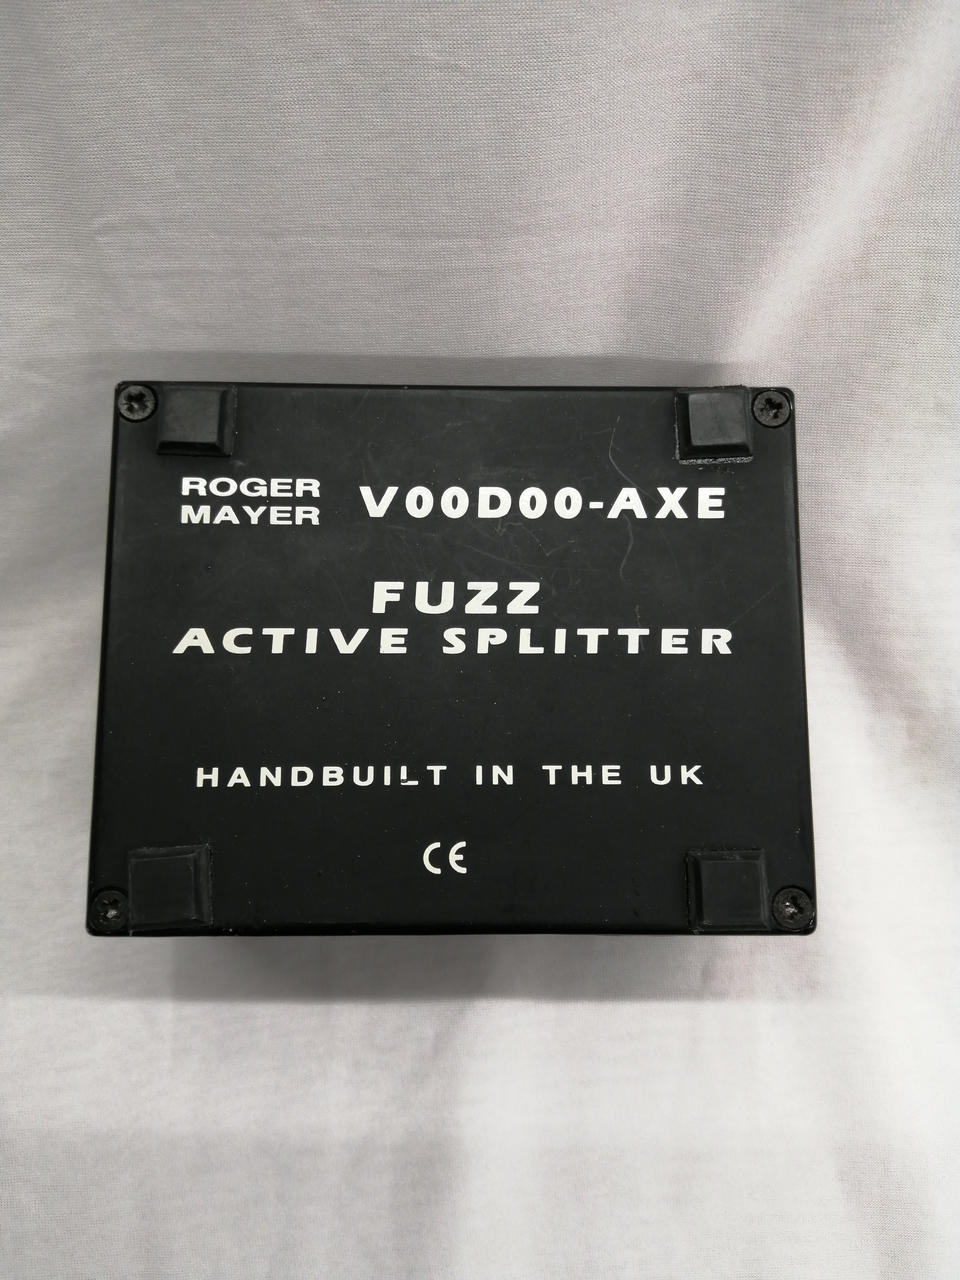 ROGER MAYER VOODOO-AXE
FUZZ
ACTIVE SPLITTER
HANDBUILT IN THE UK
CE